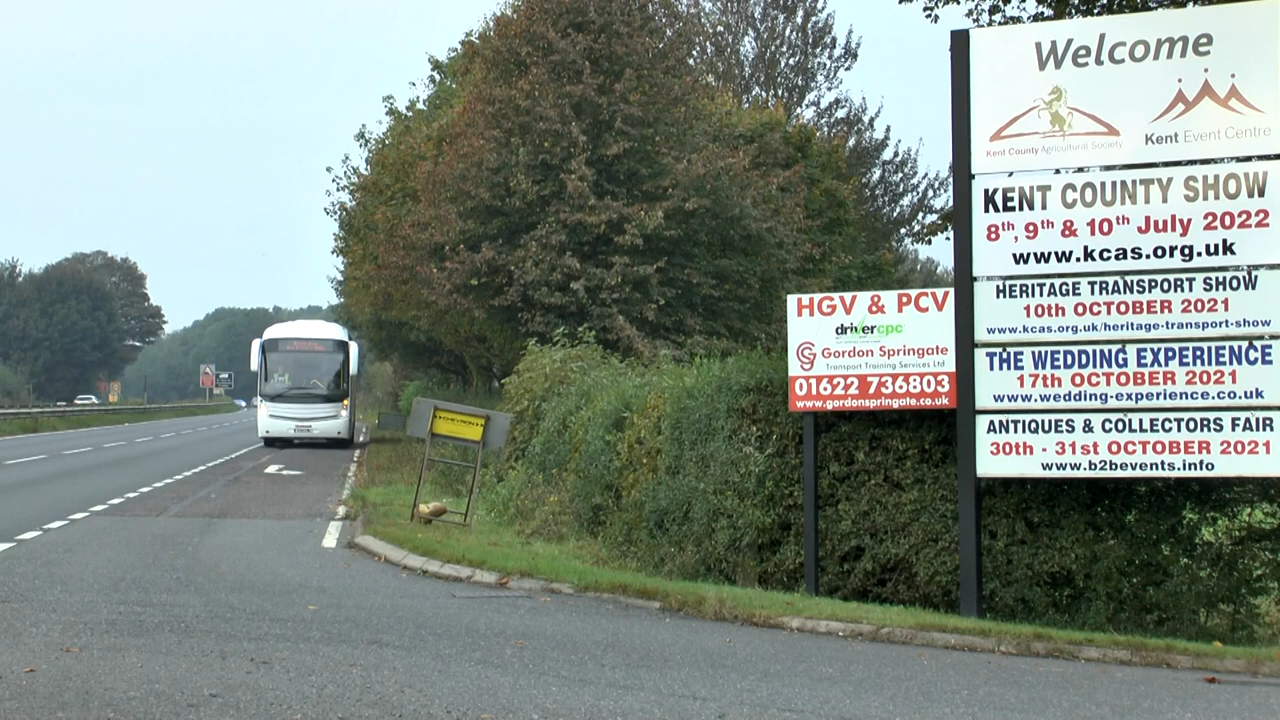 Welcome
Kent County Agricultural Society
Kent Event Centre
KENT COUNTY SHOW
8th, 9th & 10th July 2022
www.kcas.org.uk
HERITAGE TRANSPORT SHOW
10th OCTOBER 2021
www.kcas.org.uk/heritage-transport-show
THE WEDDING EXPERIENCE
17th OCTOBER 2021
www.wedding-experience.co.uk
ANTIQUES & COLLECTORS FAIR
30th - 31st OCTOBER 2021
www.b2bevents.info
HGV & PCV
drivercpc
Gordon Springate
Transport Training Services Ltd
01622 736803
www.gordonspringate.co.uk
CHEVRON